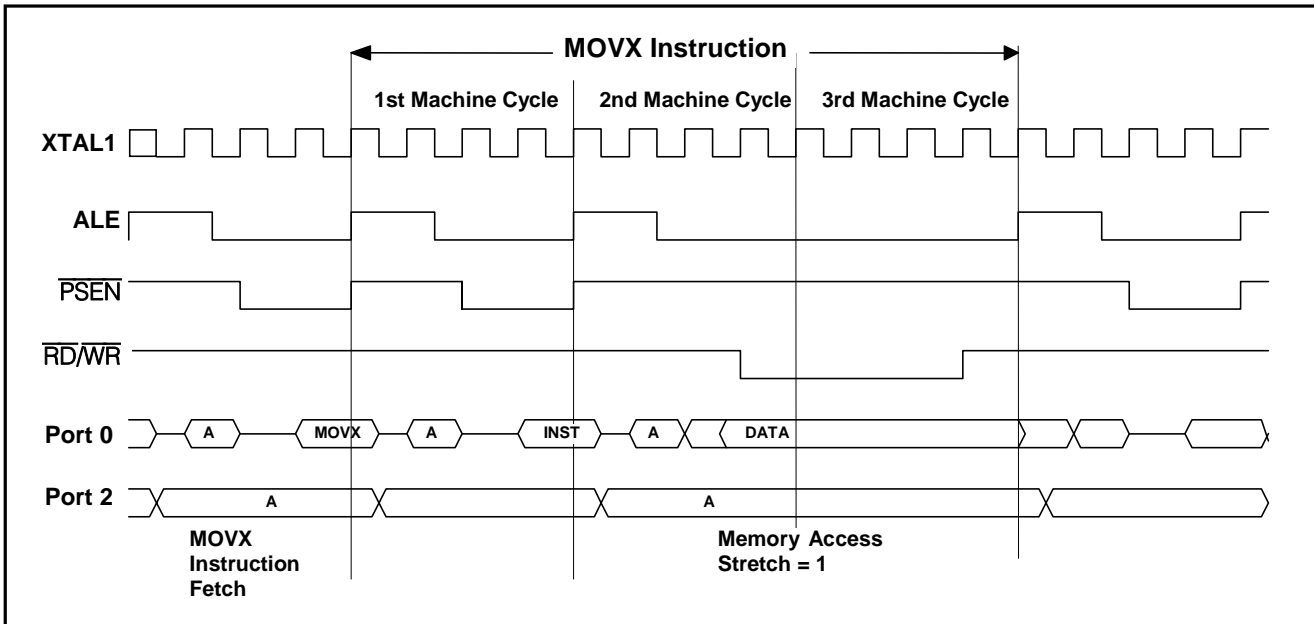 MOVX Instruction
1st Machine Cycle 2nd Machine Cycle 3rd Machine Cycle
XTAL1
ALE
PSEN
RD/WR
Port 0 A MOVX A INST A DATA
Port 2 A A
MOVX
Instruction
Fetch
Memory Access
Stretch = 1